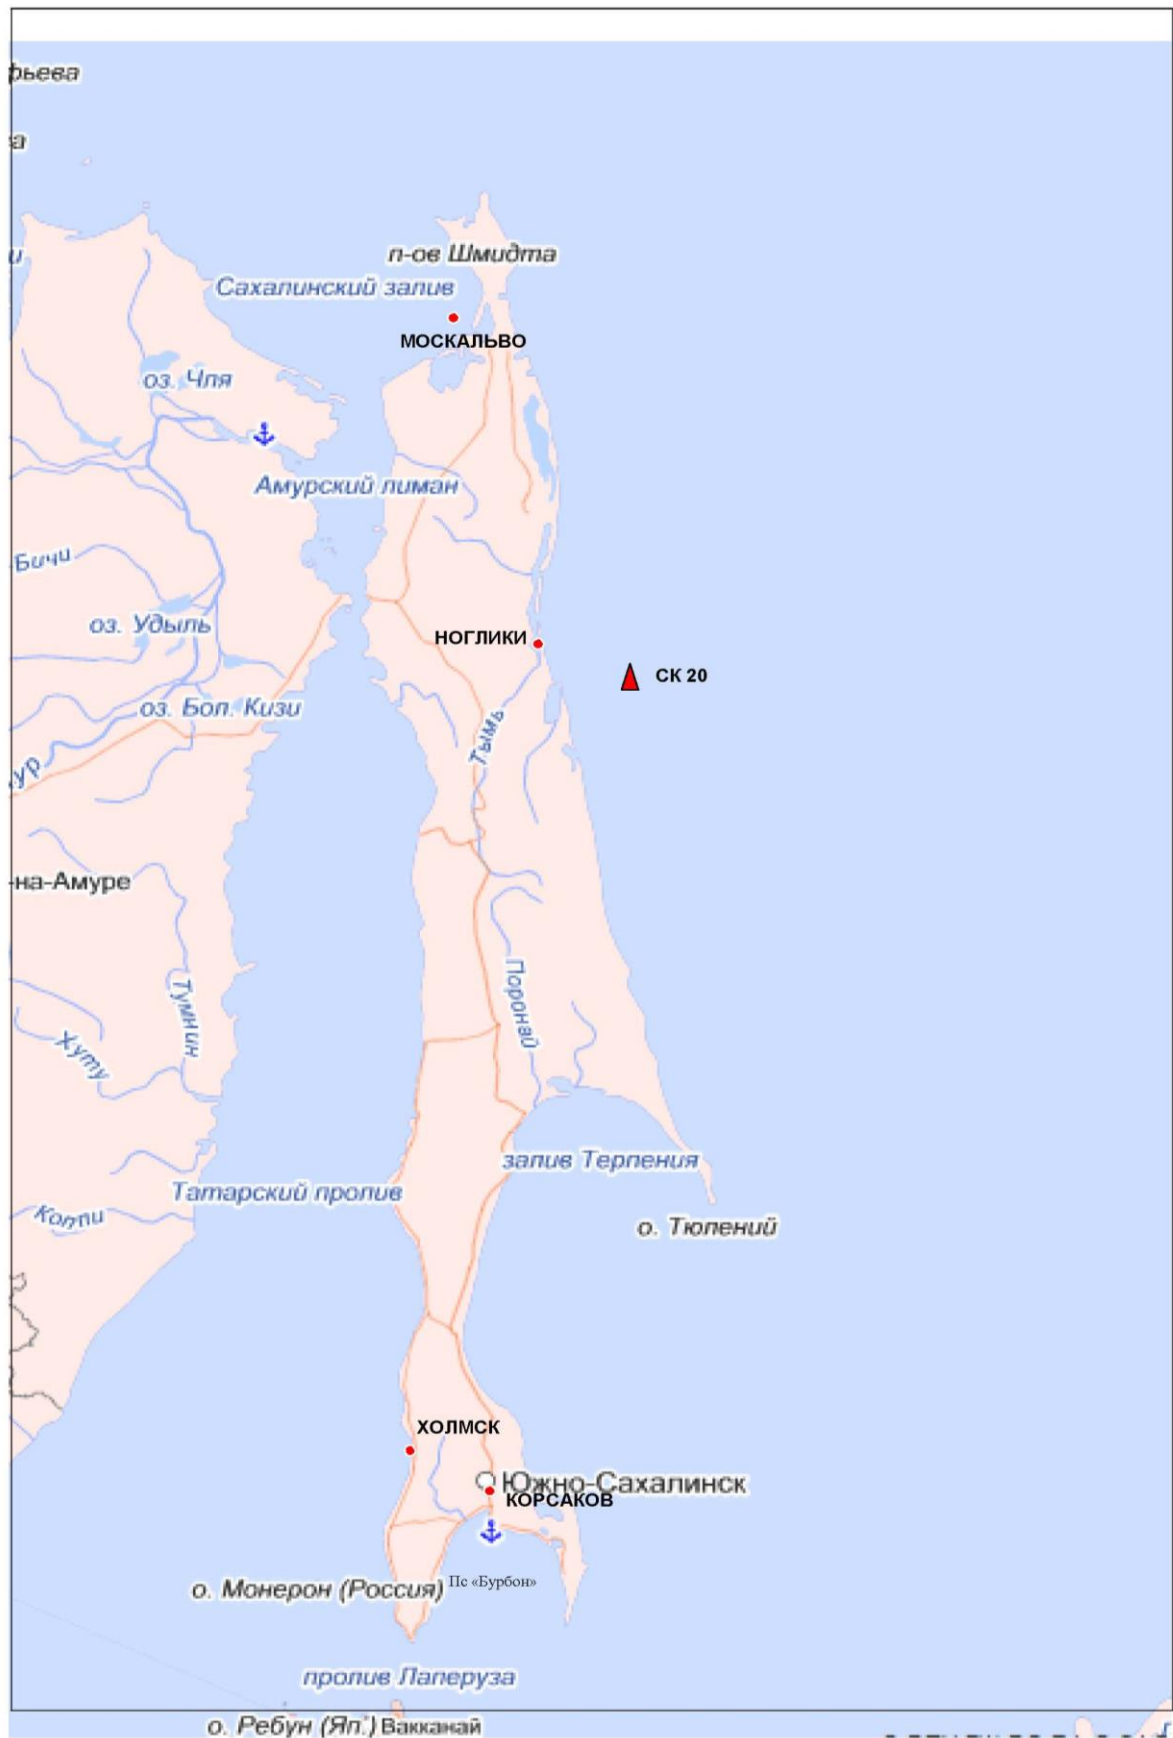 рьева
а
и
п-ов Шмидта
Сахалинский залив
МОСКАЛЬВО
оз. Чля
Амурский лиман
Бичи
оз. Удыль
НОГЛИКИ
СК 20
оз. Бол. Кизи
Тымь
ур
-на-Амуре
Поронай
Тумнин
Хуту
залив Терпения
Татарский пролив
Коппи
о. Тюлений
ХОЛМСК
Южно-Сахалинск
КОРСАКОВ
Пс «Бурбон»
о. Монерон (Россия)
пролив Лаперуза
о. Ребун (Яп.) Вакканай